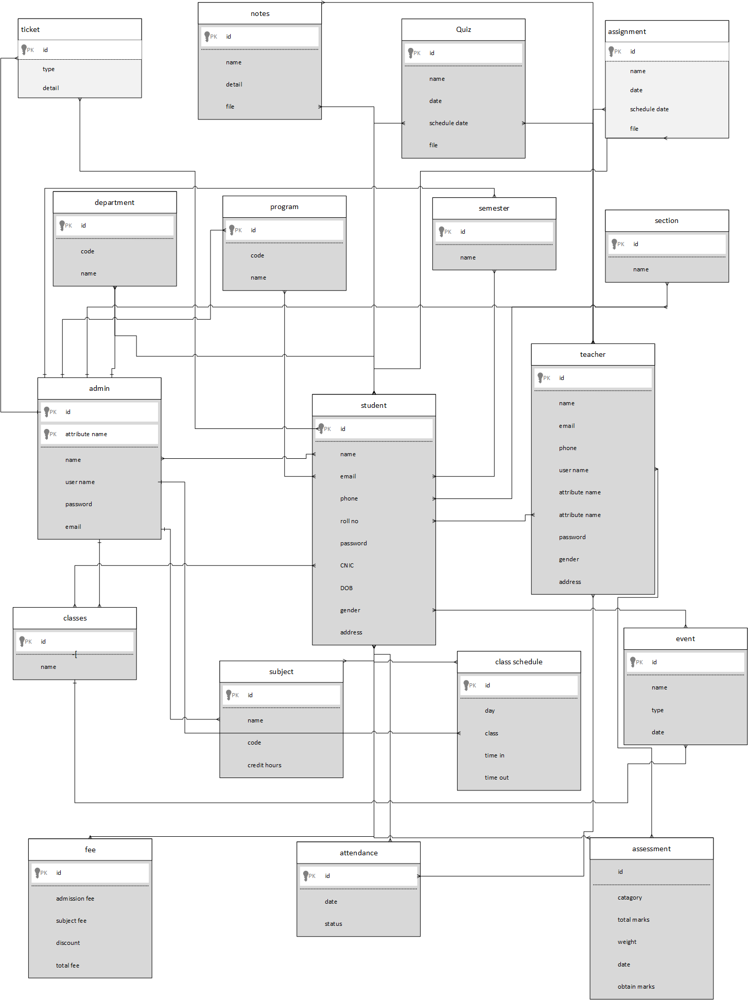 ticket
PK id
type
detail
notes
PK id
name
detail
file
Quiz
PK id
name
date
schedule date
file
assignment
PK id
name
date
schedule date
file
department
PK id
code
name
program
PK id
code
name
semester
PK id
name
section
PK id
name
admin
PK id
PK attribute name
name
user name
password
email
student
PK id
name
email
phone
roll no
password
CNIC
DOB
gender
address
teacher
PK id
name
email
phone
user name
attribute name
attribute name
password
gender
address
classes
PK id
-[
name
subject
PK id
name
code
credit hours
class schedule
PK id
day
class
time in
time out
event
PK id
name
type
date
fee
PK id
admission fee
subject fee
discount
total fee
attendance
PK id
date
status
assessment
id
catagory
total marks
weight
date
obtain marks